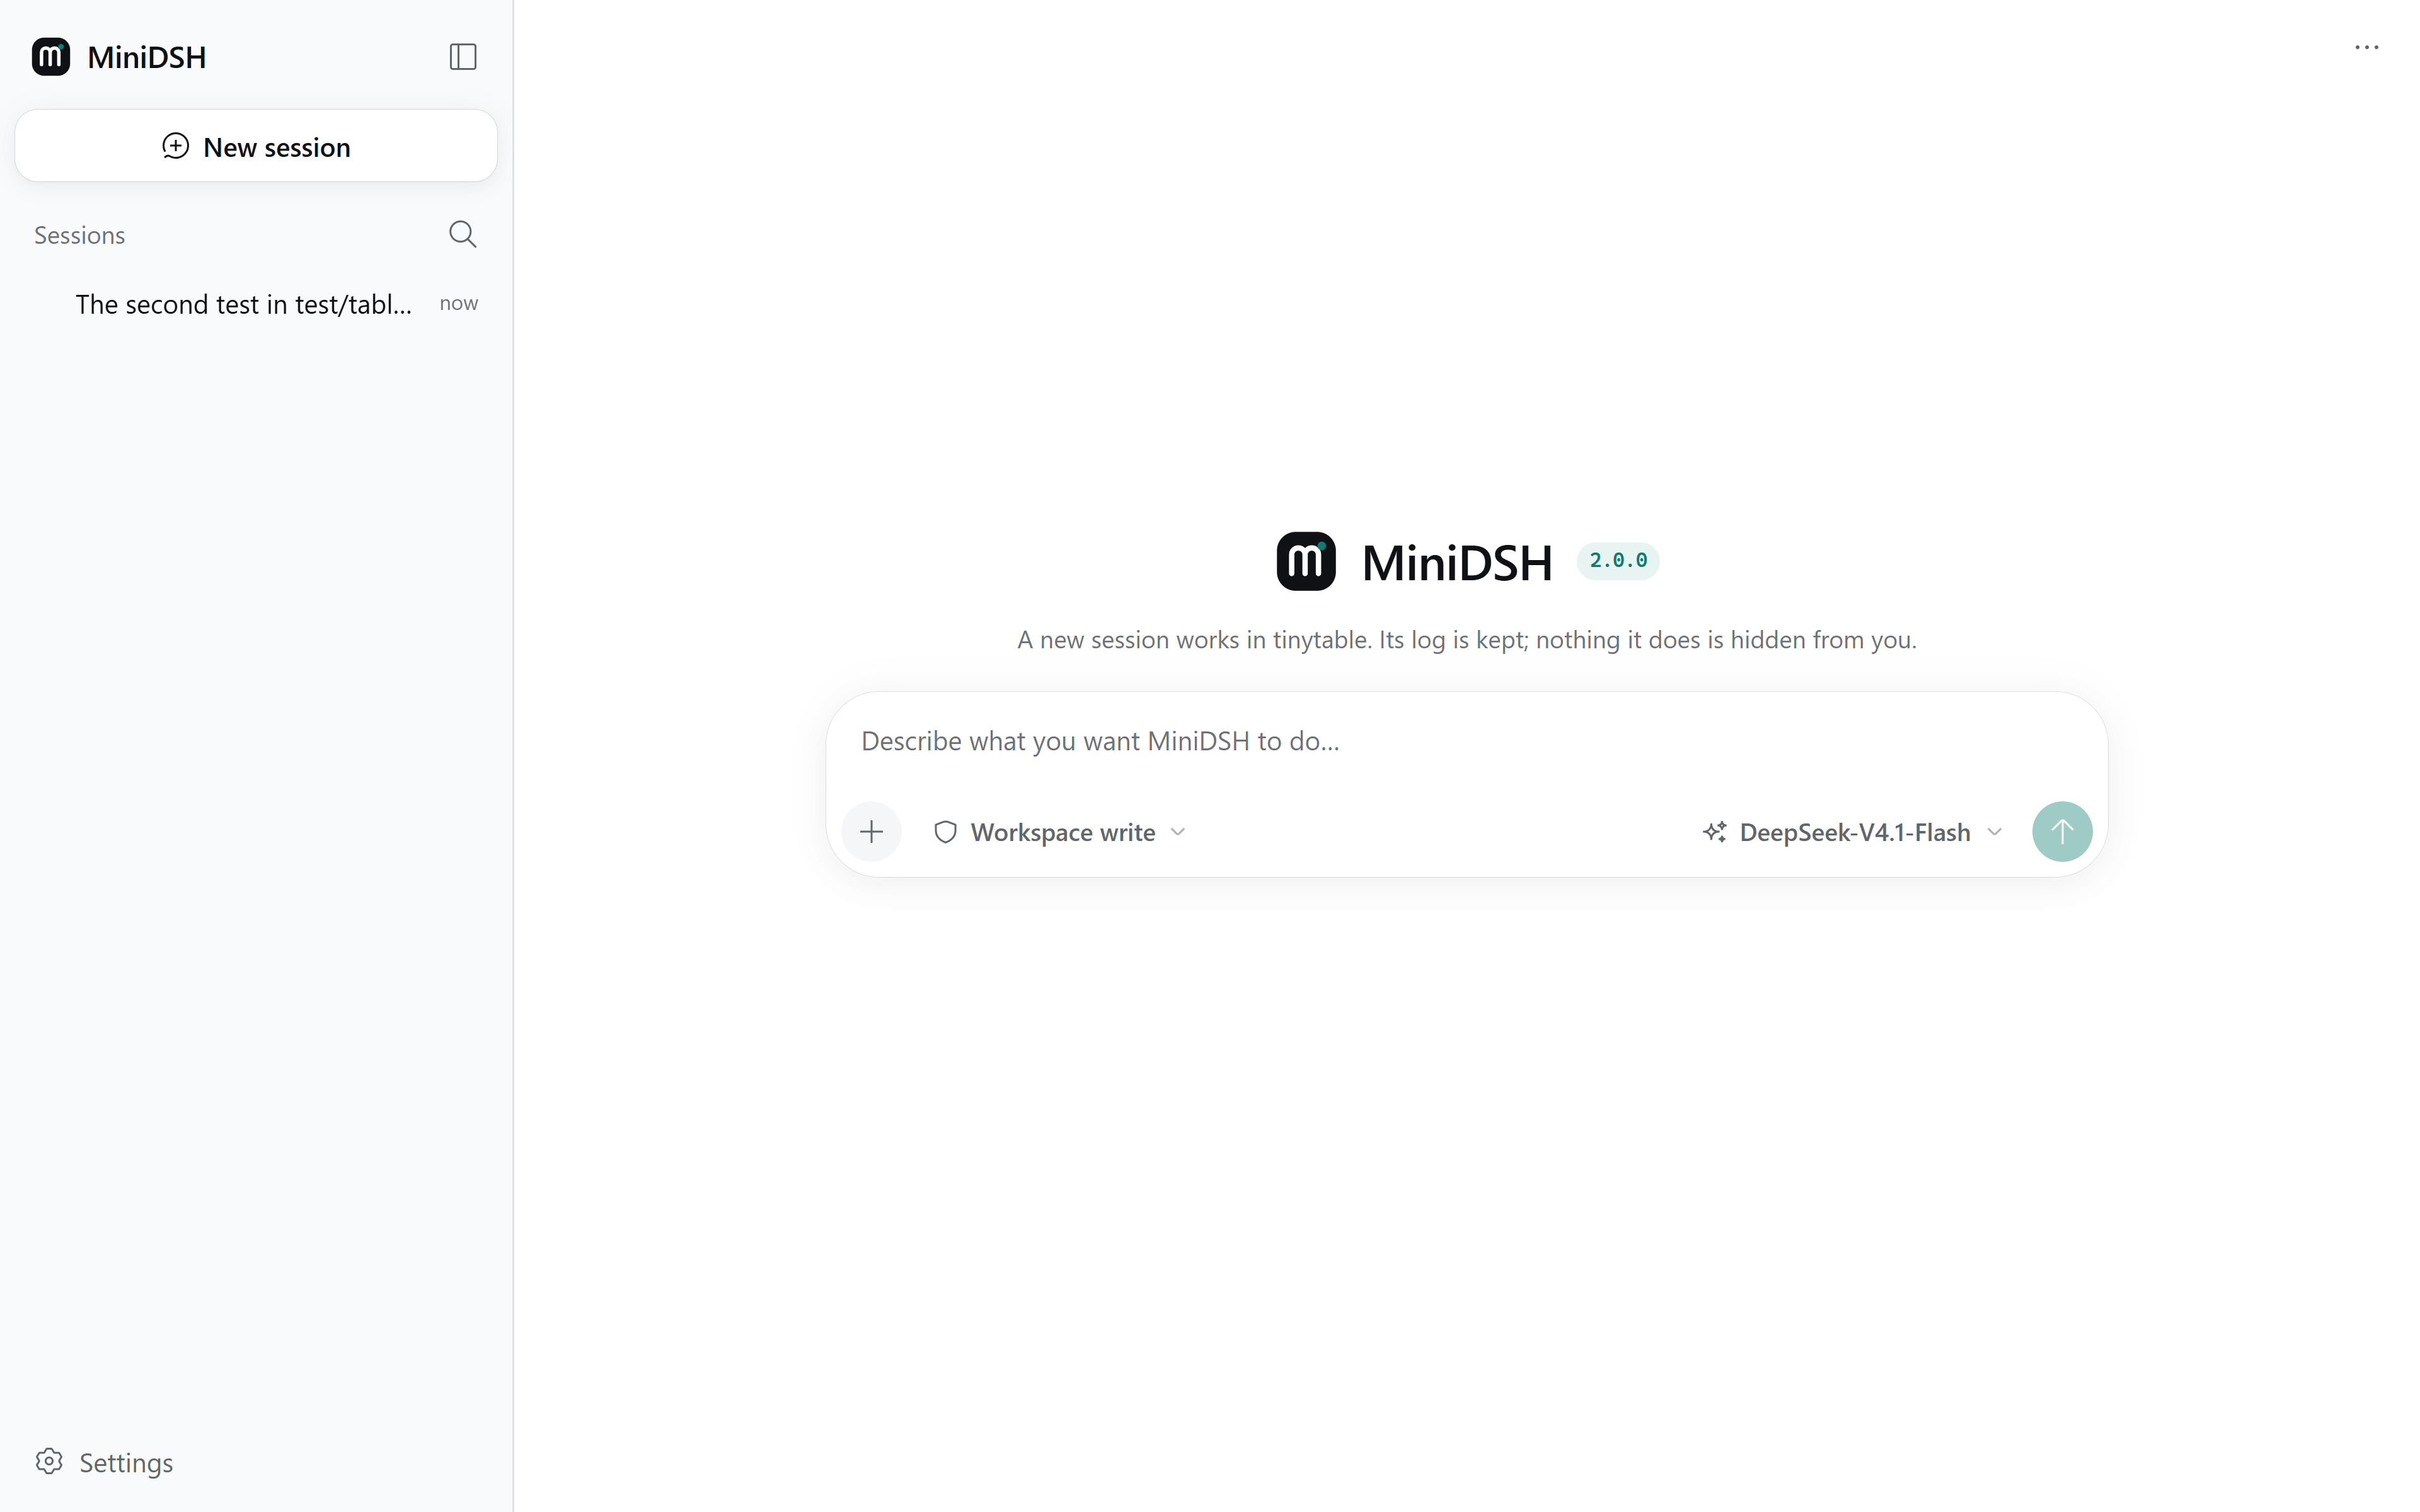 MiniDSH
New session
Sessions
The second test in test/tabl... now
MiniDSH 2.0.0
A new session works in tinytable. Its log is kept; nothing it does is hidden from you.
Describe what you want MiniDSH to do...
Workspace write
DeepSeek-V4.1-Flash
Settings